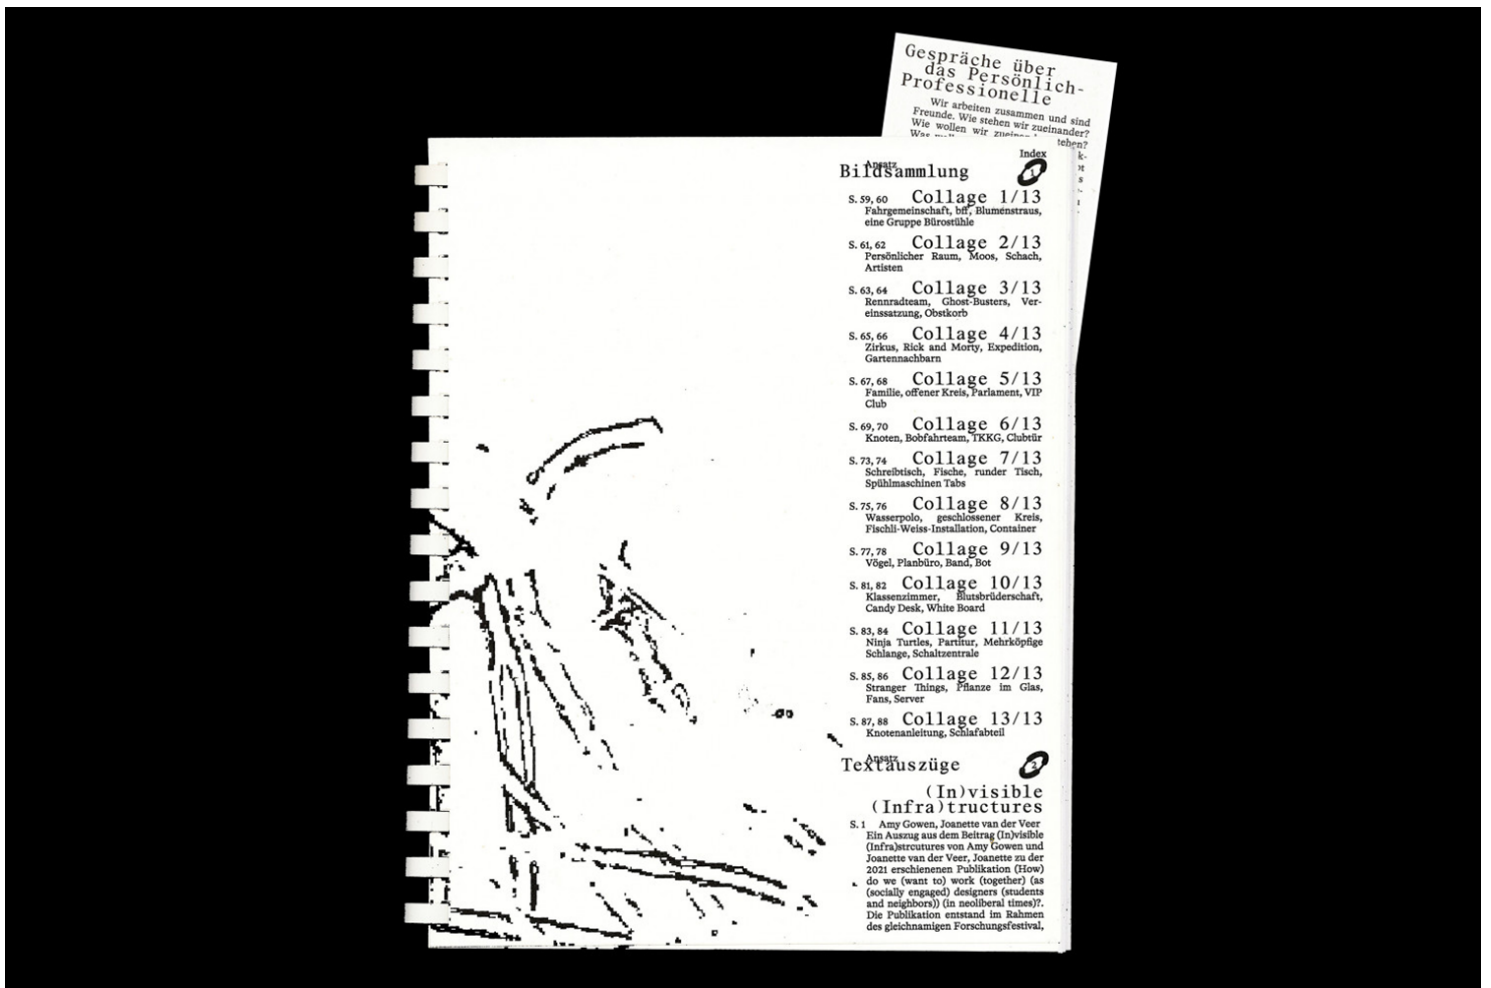 Gespräche über
das Persönlich-
Professionelle
Wir arbeiten zusammen und sind
Freunde. Wie stehen wir zueinander?
Wie wollen wir
Index
Ansatz
Bildsammlung
1
S. 59, 60 Collage 1/13
Fahrgemeinschaft, bff, Blumenstraus,
eine Gruppe Bürostühle
S. 61, 62 Collage 2/13
Persönlicher Raum, Moos, Schach,
Artisten
S. 63, 64 Collage 3/13
Rennradteam, Ghost-Busters, Ver-
einssatzung, Obstkorb
S. 65, 66 Collage 4/13
Zirkus, Rick and Morty, Expedition,
Gartennachbarn
S. 67, 68 Collage 5/13
Familie, offener Kreis, Parlament, VIP
Club
S. 69, 70 Collage 6/13
Knoten, Bobfahrteam, TKKG, Clubtür
S. 73, 74 Collage 7/13
Schreibtisch, Fische, runder Tisch,
Spühlmaschinen Tabs
S. 75, 76 Collage 8/13
Wasserpolo, geschlossener Kreis,
Fischli-Weiss-Installation, Container
S. 77, 78 Collage 9/13
Vögel, Planbüro, Band, Bot
S. 81, 82 Collage 10/13
Klassenzimmer, Blutsbrüderschaft,
Candy Desk, White Board
S. 83, 84 Collage 11/13
Ninja Turtles, Partitur, Mehrköpfige
Schlange, Schaltzentrale
S. 85, 86 Collage 12/13
Stranger Things, Pflanze im Glas,
Fans, Server
S. 87, 88 Collage 13/13
Knotenanleitung, Schlafabteil
Ansatz
Textauszüge
(In)visible
(Infra)tructures
S. 1 Amy Gowen, Joanette van der Veer
Ein Auszug aus dem Beitrag (In)visible
(Infra)strcutures von Amy Gowen und
Joanette van der Veer, Joanette zu der
2021 erschienenen Publikation (How)
do we (want to) work (together) (as
(socially engaged) designers (students
and neighbors)) (in neoliberal times)?.
Die Publikation entstand im Rahmen
des gleichnamigen Forschungsfestival,